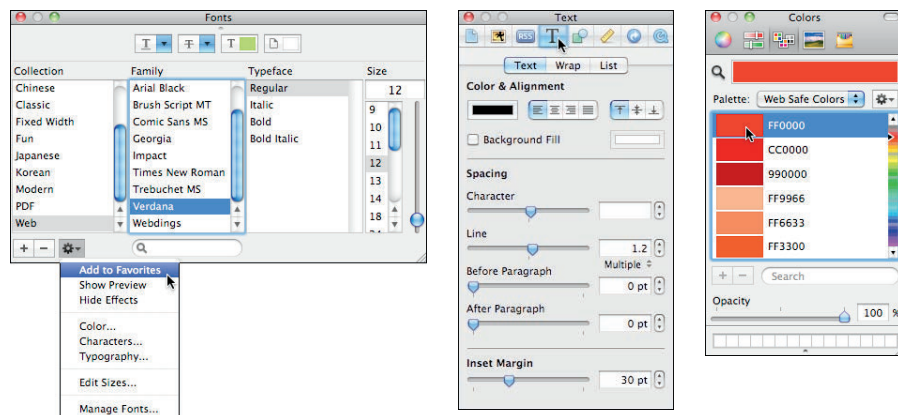 Fonts
T T T
Collection Family Typeface Size
Chinese Arial Black Regular 12
Classic Brush Script MT Italic 9
Fixed Width Comic Sans MS Bold 10
Fun Georgia Bold Italic 11
Japanese Impact 12
Korean Times New Roman 13
Modern Trebuchet MS 14
PDF Verdana 18
Web Webdings
Add to Favorites
Show Preview
Hide Effects
Color...
Characters...
Typography...
Edit Sizes...
Manage Fonts...
Text
RSS T
Text Wrap List
Color & Alignment
Background Fill
Spacing
Character
Line
1.2
Multiple
Before Paragraph
0 pt
After Paragraph
0 pt
Inset Margin
30 pt
Colors
Palette: Web Safe Colors
FF0000
CC0000
990000
FF9966
FF6633
FF3300
Search
Opacity
100 %